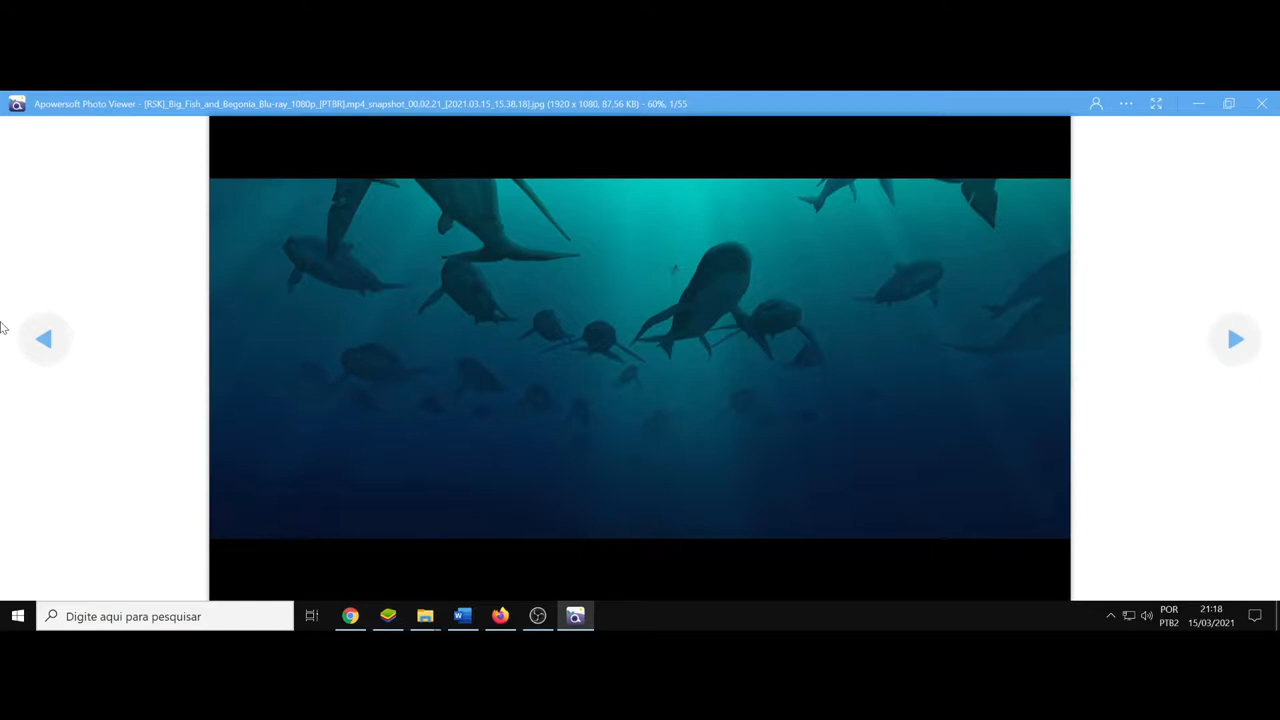 Apowersoft Photo Viewer - [RSK]_Big_Fish_and_Begonia_Blu-ray_1080p_[PTBR].mp4_snapshot_00.02.21_[2021.03.15_15.38.18].jpg (1920 x 1080, 87,56 KB) - 60%, 1/55
Digite aqui para pesquisar
W
POR
PTB2
21:18
15/03/2021